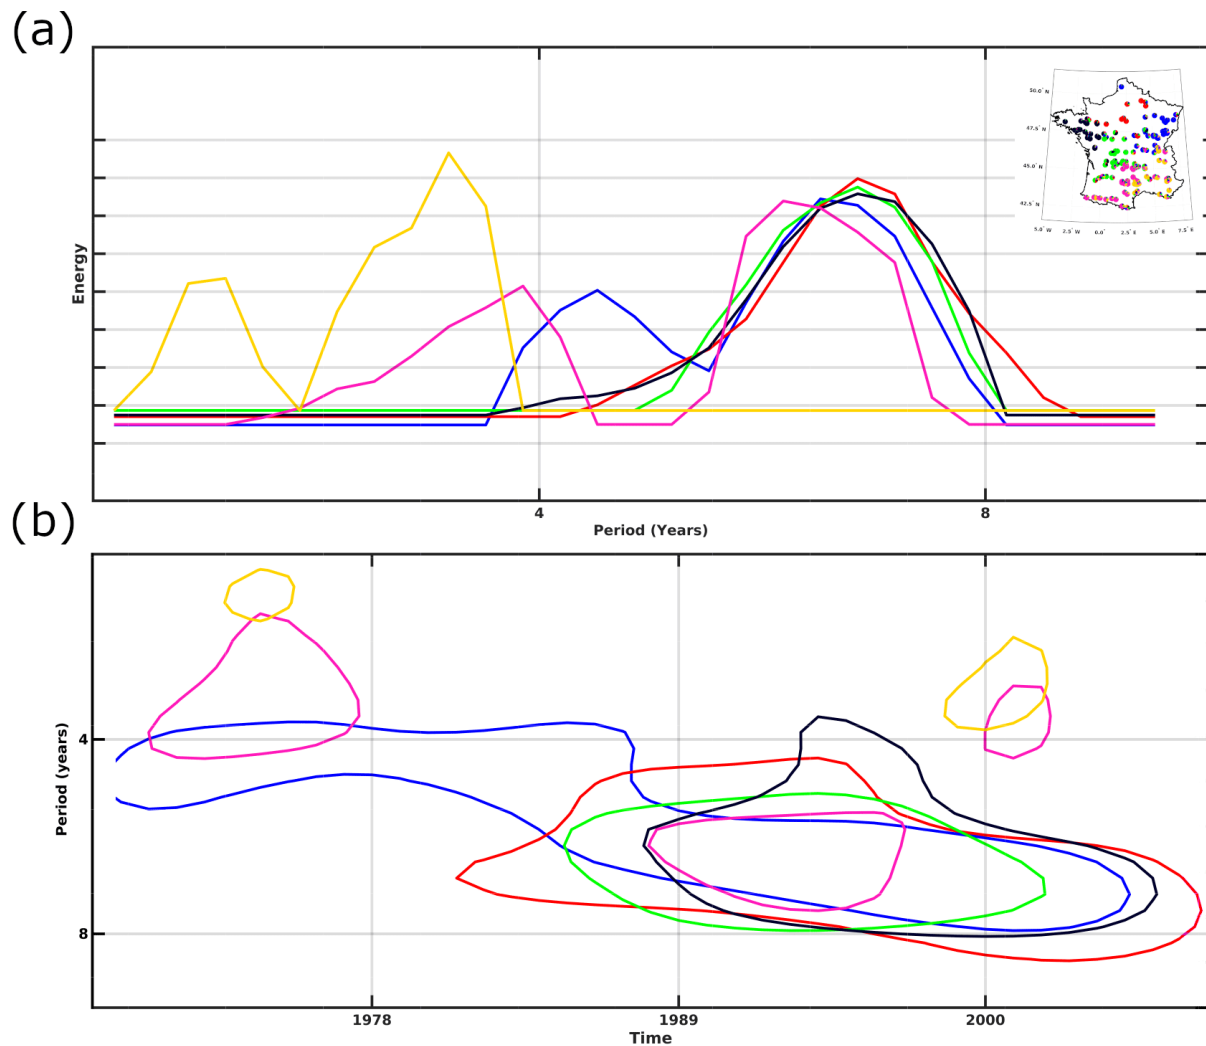 (a)
Energy
50.0° N
47.5° N
45.0° N
42.5° N
5.0° W
2.5° W
0.0°
2.5° E
5.0° E
7.5° E
4
8
Period (Years)
(b)
Period (years)
4
8
1978
1989
2000
Time